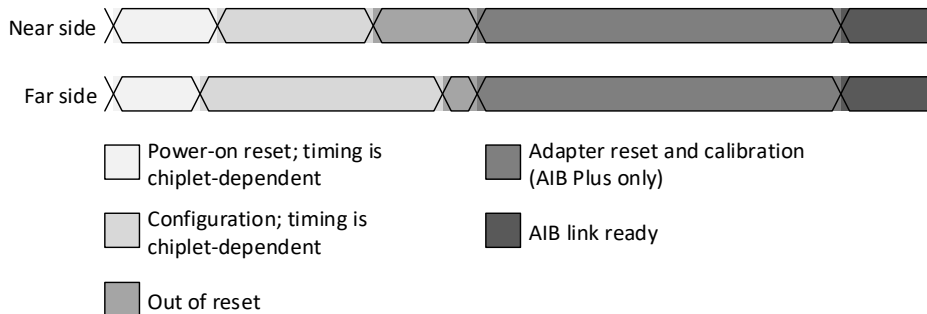 Near side
Far side
Power-on reset; timing is
chiplet-dependent
Configuration; timing is
chiplet-dependent
Out of reset
Adapter reset and calibration
(AIB Plus only)
AIB link ready